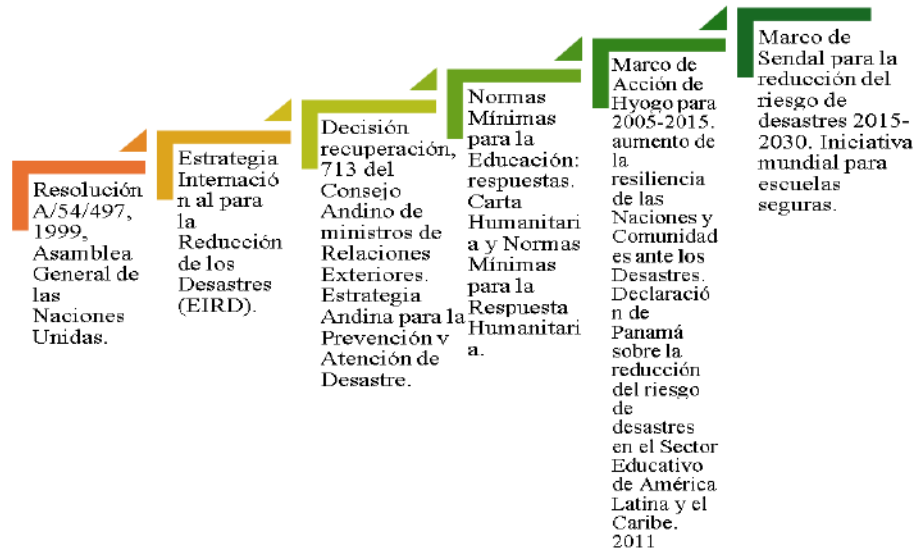 Resolución
A/54/497,
1999,
Asamblea
General de
las
Naciones
Unidas.
Estrategia
Internació
n al para
la
Reducción
de los
Desastres
(EIRD).
Decisión
recuperación,
713 del
Consejo
Andino de
ministros de
Relaciones
Exteriores.
Estrategia
Andina para la
Prevención v
Atención de
Desastre.
Normas
Mínimas
para la
Educación:
respuestas.
Carta
Humanitari
a y Normas
Mínimas
para la
Respuesta
Humanitari
a.
Marco de
Acción de
Hyogo para
2005-2015.
aumento de
la
resiliencia
de las
Naciones y
Comunidad
es ante los
Desastres.
Declaració
n de
Panamá
sobre la
reducción
del riesgo
de
desastres
en el Sector
Educativo
de América
Latina y el
Caribe.
2011
Marco de
Sendal para la
reducción del
riesgo de
desastres 2015-
2030. Iniciativa
mundial para
escuelas
seguras.